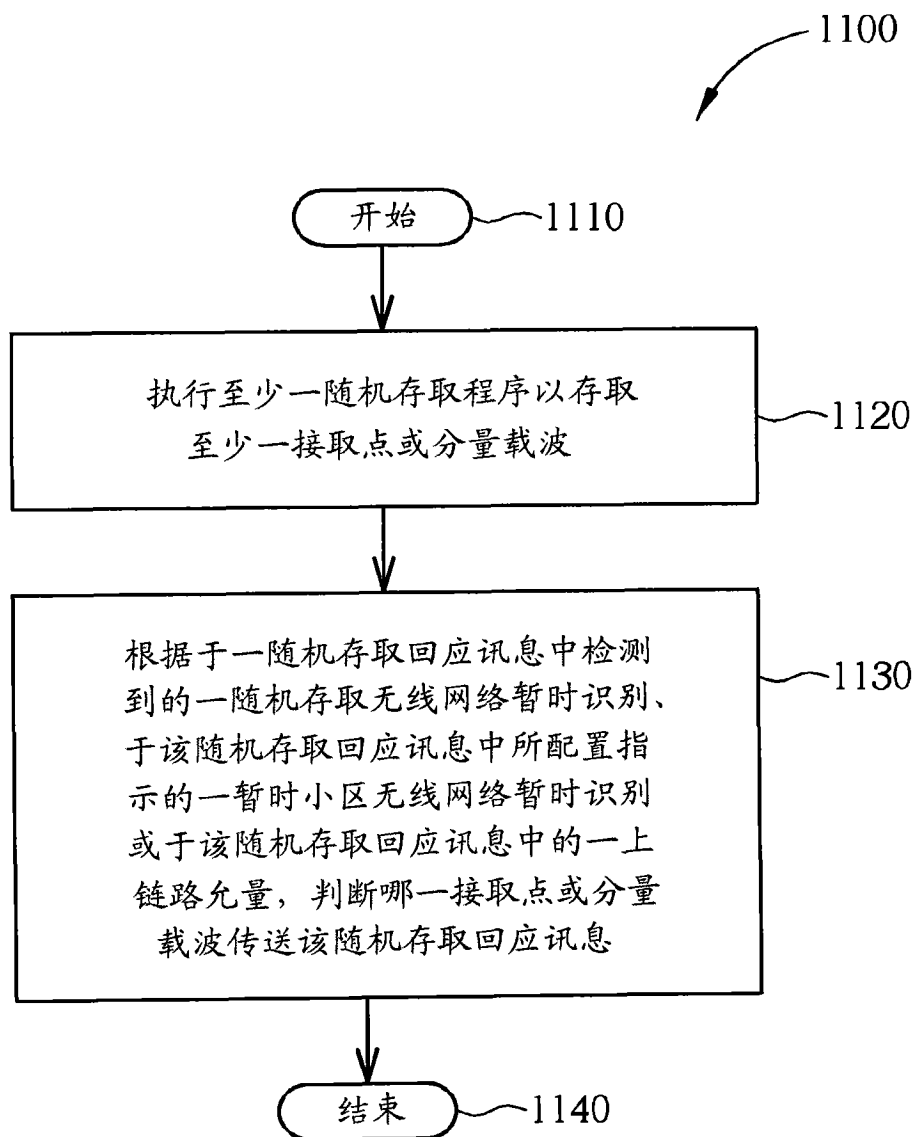 1100
开始
1110
执行至少一随机存取程序以存取
至少一接取点或分量载波
1120
根据于一随机存取回应讯息中检测
到的一随机存取无线网络暂时识别、
于该随机存取回应讯息中所配置指
示的一暂时小区无线网络暂时识别
或于该随机存取回应讯息中的一上
链路允量，判断哪一接取点或分量
载波传送该随机存取回应讯息
1130
结束
1140